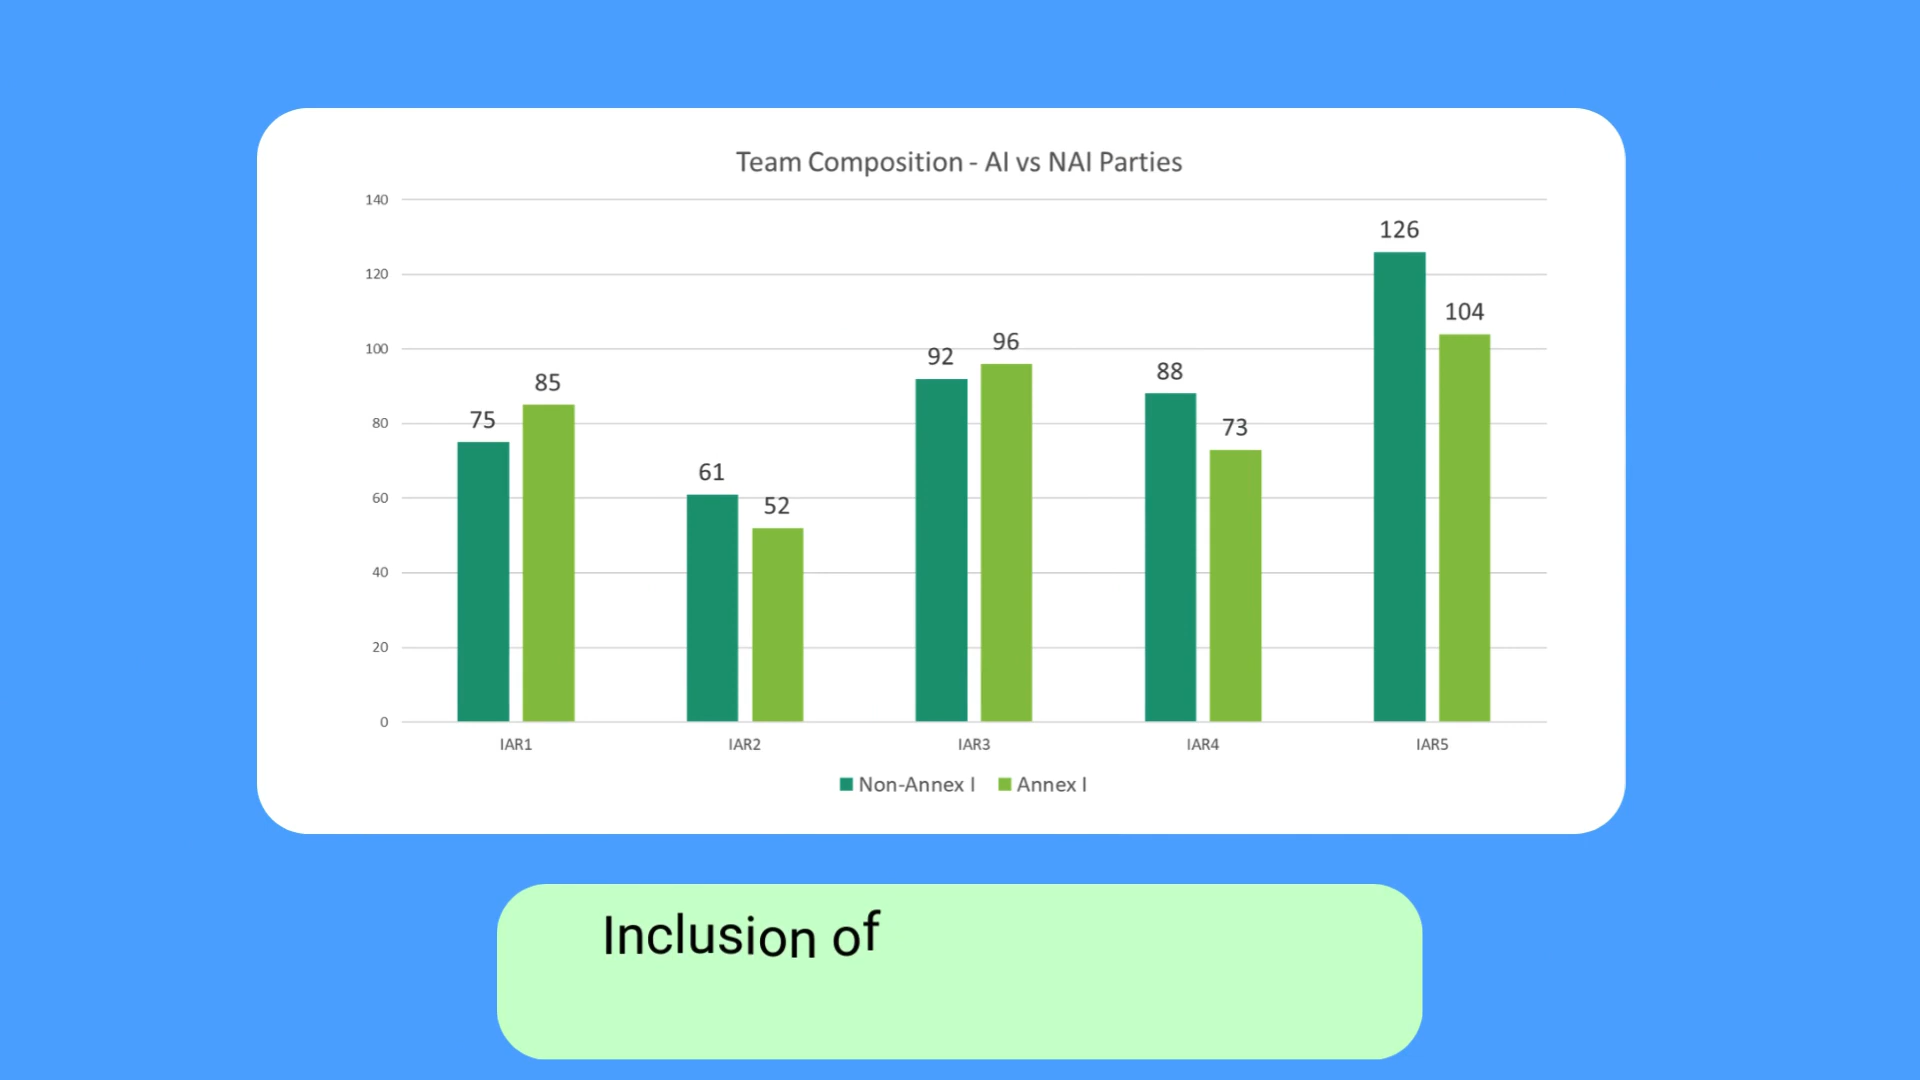 Team Composition - AI vs NAI Parties
140
120
100
80
60
40
20
0
75
85
61
52
92
96
88
73
126
104
IAR1
IAR2
IAR3
IAR4
IAR5
Non-Annex I
Annex I
Inclusion of